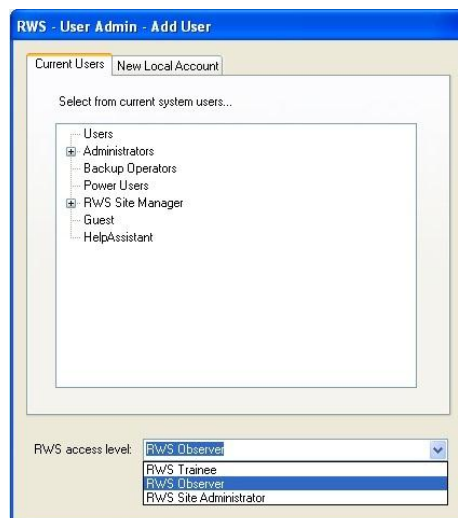 RWS - User Admin - Add User
Current Users New Local Account
Select from current system users...
Users
Administrators
Backup Operators
Power Users
RWS Site Manager
Guest
HelpAssistant
RWS access level: RWS Observer
RWS Trainee
RWS Observer
RWS Site Administrator